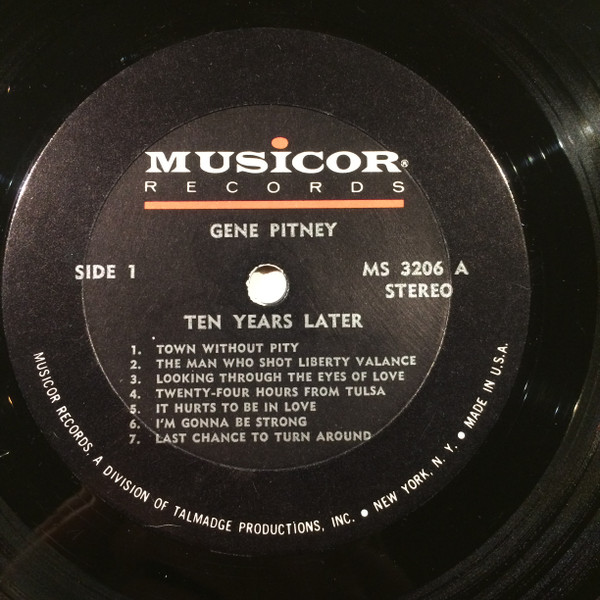 MUSICOR®
RECORDS
GENE PITNEY
SIDE 1
MS 3206 A
STEREO
TEN YEARS LATER
1. TOWN WITHOUT PITY
2. THE MAN WHO SHOT LIBERTY VALANCE
3. LOOKING THROUGH THE EYES OF LOVE
4. TWENTY-FOUR HOURS FROM TULSA
5. IT HURTS TO BE IN LOVE
6. I'M GONNA BE STRONG
7. LAST CHANCE TO TURN AROUND
MUSICOR RECORDS, A DIVISION OF TALMADGE PRODUCTIONS, INC. ● NEW YORK, N. Y. ● MADE IN U.S.A.